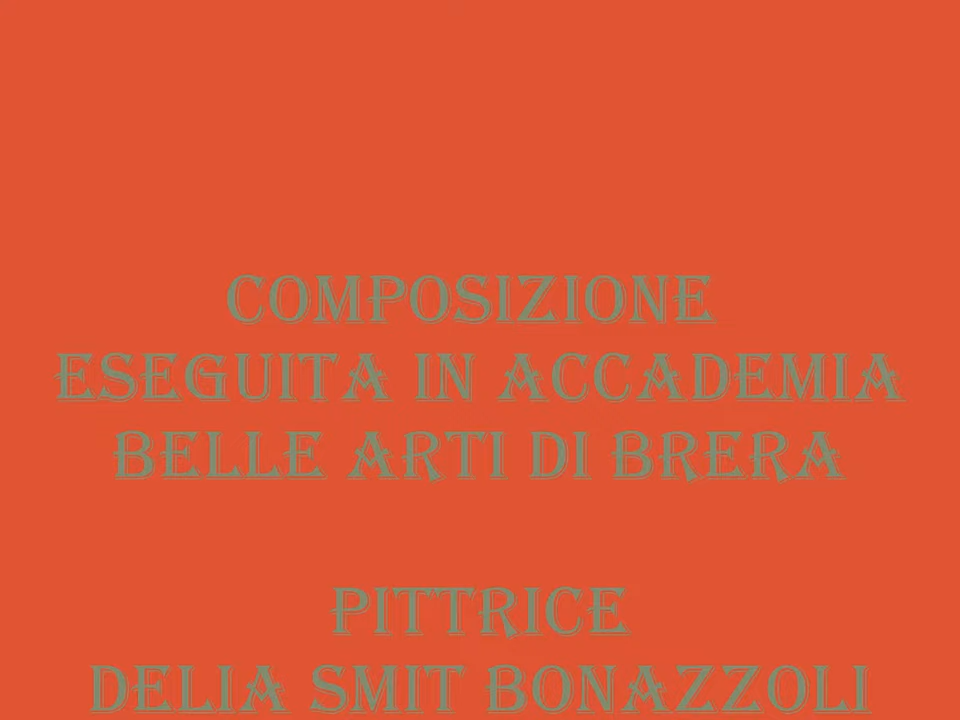 COMPOSIZIONE
ESEGUITA IN ACCADEMIA
BELLE ARTI DI BRERA
PITTRICE
DELIA SMIT BONAZZOLI